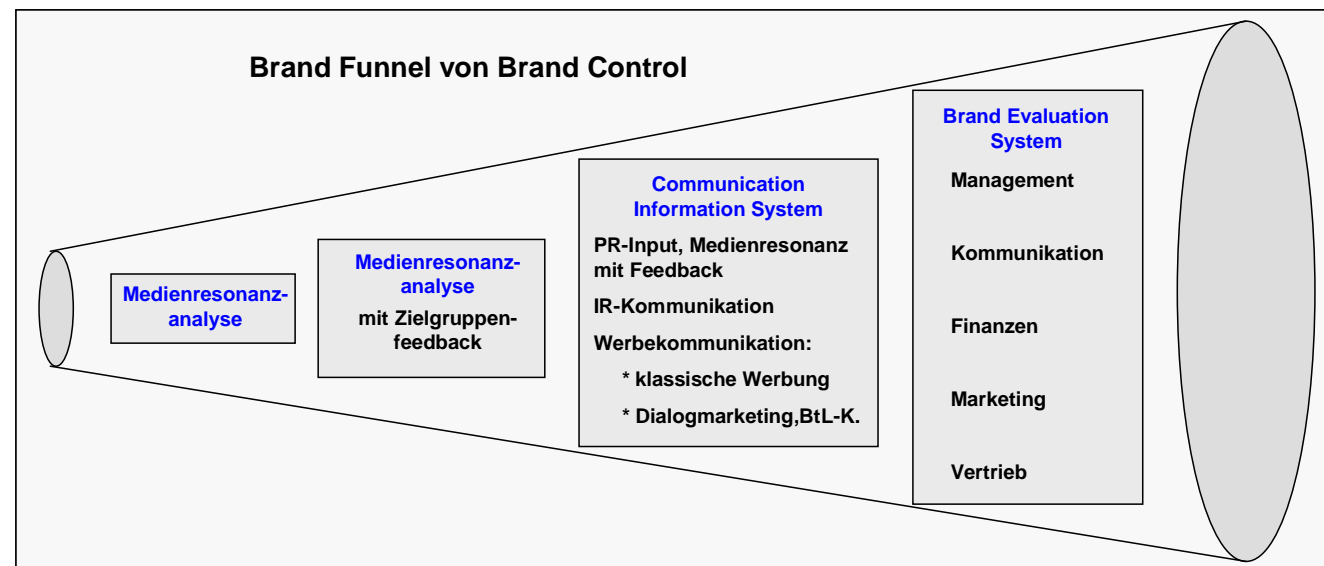 Brand Funnel von Brand Control
Medienresonanz-
analyse
Medienresonanz-
analyse
mit Zielgruppen-
feedback
Communication
Information System
PR-Input, Medienresonanz
mit Feedback
IR-Kommunikation
Werbekommunikation:
* klassische Werbung
* Dialogmarketing,BtL-K.
Brand Evaluation
System
Management
Kommunikation
Finanzen
Marketing
Vertrieb